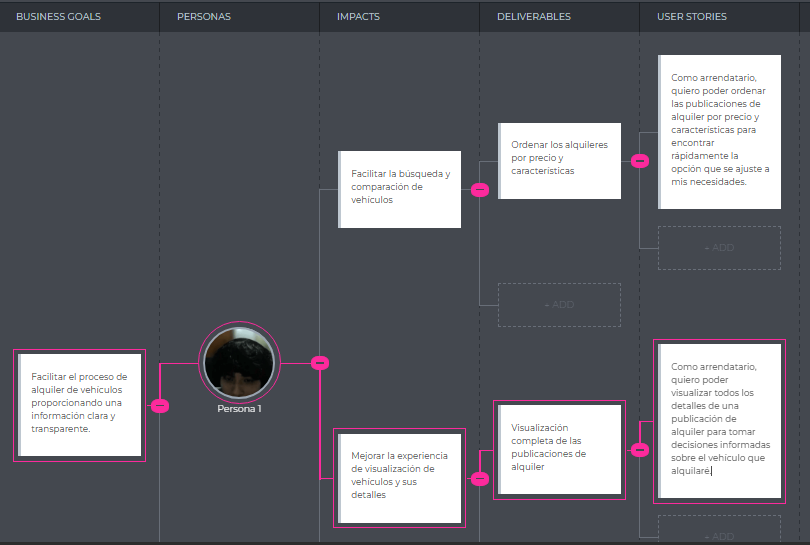 BUSINESS GOALS
PERSONAS
IMPACTS
DELIVERABLES
USER STORIES
Facilitar el proceso de
alquiler de vehículos
proporcionando una
información clara y
transparente.
Persona 1
Facilitar la búsqueda y
comparación de
vehículos
Mejorar la experiencia
de visualización de
vehículos y sus
detalles
Ordenar los alquileres
por precio y
características
+ ADD
Visualización
completa de las
publicaciones de
alquiler
Como arrendatario,
quiero poder ordenar
las publicaciones de
alquiler por precio y
características para
encontrar
rápidamente la
opción que se ajuste a
mis necesidades.
+ ADD
Como arrendatario,
quiero poder
visualizar todos los
detalles de una
publicación de
alquiler para tomar
decisiones informadas
sobre el vehículo que
alquilaré.
+ ADD